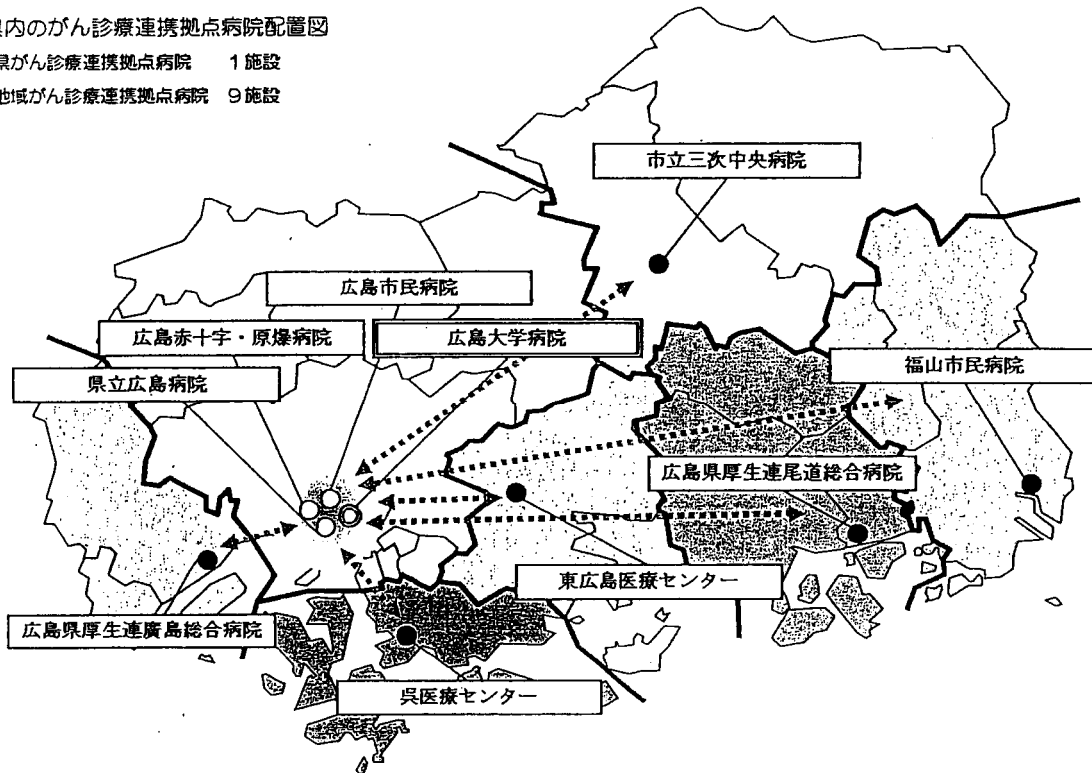 県内のがん診療連携拠点病院配置図
県がん診療連携拠点病院 1施設
地域がん診療連携拠点病院 9施設
市立三次中央病院
広島市民病院
広島赤十字・原爆病院
広島大学病院
県立広島病院
福山市民病院
広島県厚生連尾道総合病院
東広島医療センター
広島県厚生連廣島総合病院
呉医療センター